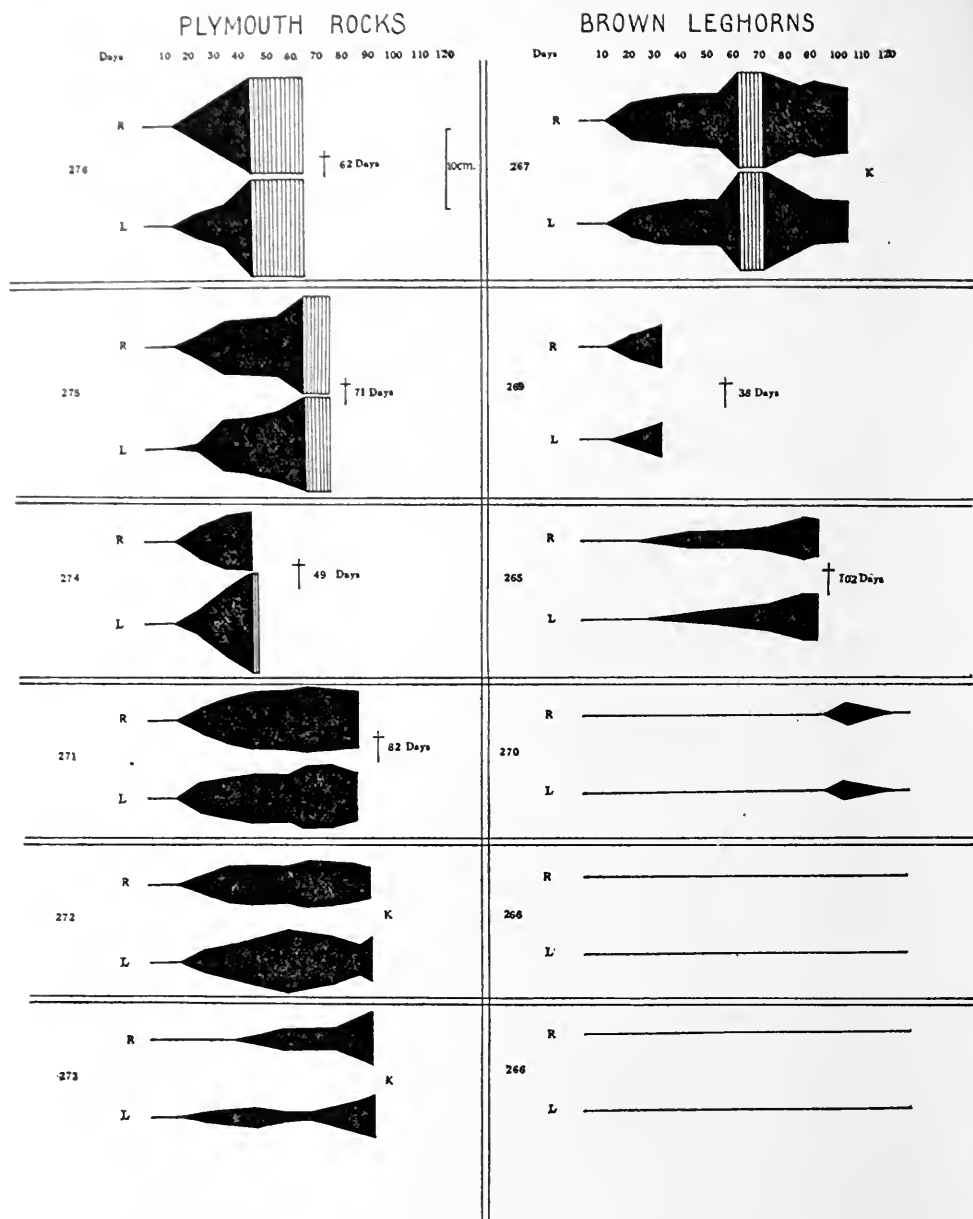 PLYMOUTH ROCKS
Days 10 20 30 40 50 60 70 80 90 100 110 120
R
276
† 62 Days
10cm.
L
R
275
† 71 Days
L
R
274
† 49 Days
L
R
271
† 82 Days
L
R
272
K
L
R
273
K
L
BROWN LEGHORNS
Days 10 20 30 40 50 60 70 80 90 100 110 120
R
267
K
L
R
269
† 38 Days
L
R
265
† 102 Days
L
R
270
L
R
268
L
R
266
L